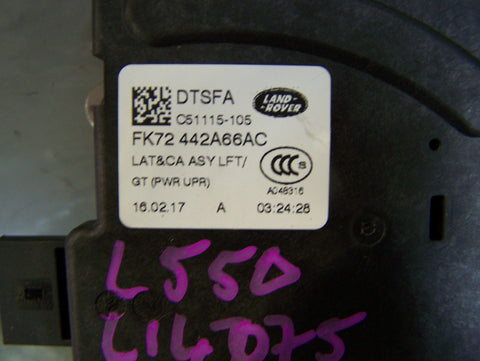 DTSFA
LAND-
ROVER
C51115-105
FK72 442A66AC
LAT&CA ASY LFT/
GT (PWR UPR)
CCC S
A048316
16.02.17 A 03:24:28
L550
L14D75